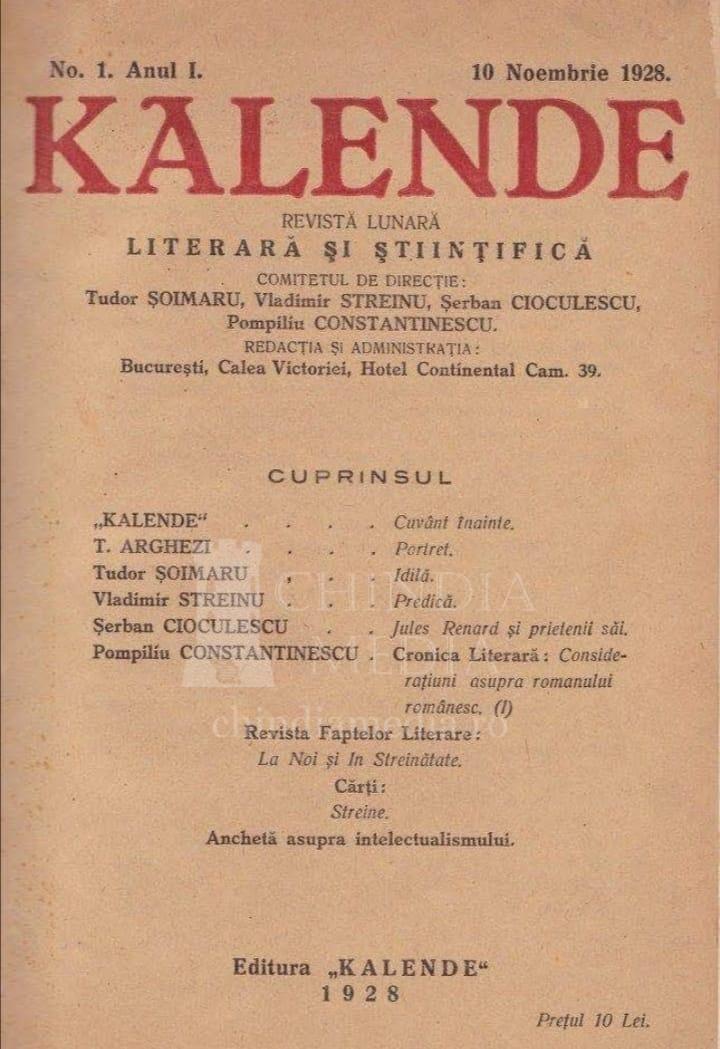 No. 1. Anul I. 10 Noembrie 1928.
KALENDE
REVISTĂ LUNARĂ
LITERARĂ ŞI ŞTIINŢIFICĂ
COMITETUL DE DIRECŢIE:
Tudor ŞOIMARU, Vladimir STREINU, Şerban CIOCULESCU,
Pompiliu CONSTANTINESCU.
REDACŢIA ŞI ADMINISTRAŢIA:
Bucureşti, Calea Victoriei, Hotel Continental Cam. 39.
CUPRINSUL
„KALENDE“ . . . . Cuvânt înainte.
T. ARGHEZI . . . . Portret.
Tudor ŞOIMARU , . . Idilă.
Vladimir STREINU . . . Predică.
Şerban CIOCULESCU . . Jules Renard şi prietenii săi.
Pompiliu CONSTANTINESCU . Cronica Literară: Conside-
raţiuni asupra romanului
românesc. (I)
Revista Faptelor Literare:
La Noi şi In Streinătate.
Cărţi:
Streine.
Anchetă asupra intelectualismului.
Editura „KALENDE“
1928
Preţul 10 Lei.
CHINDIA
MEDIA
chindiamedia.ro